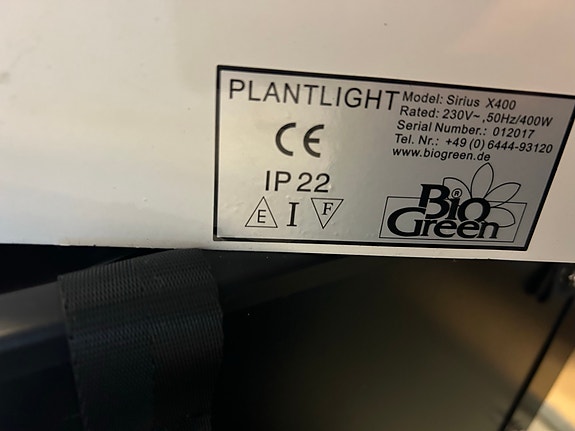 PLANTLIGHT
CE
IP 22
E I F
Model: Sirius X400
Rated: 230V~ ,50Hz/400W
Serial Number.: 012017
Tel. Nr.: +49 (0) 6444-93120
www.biogreen.de
Bio®
Green